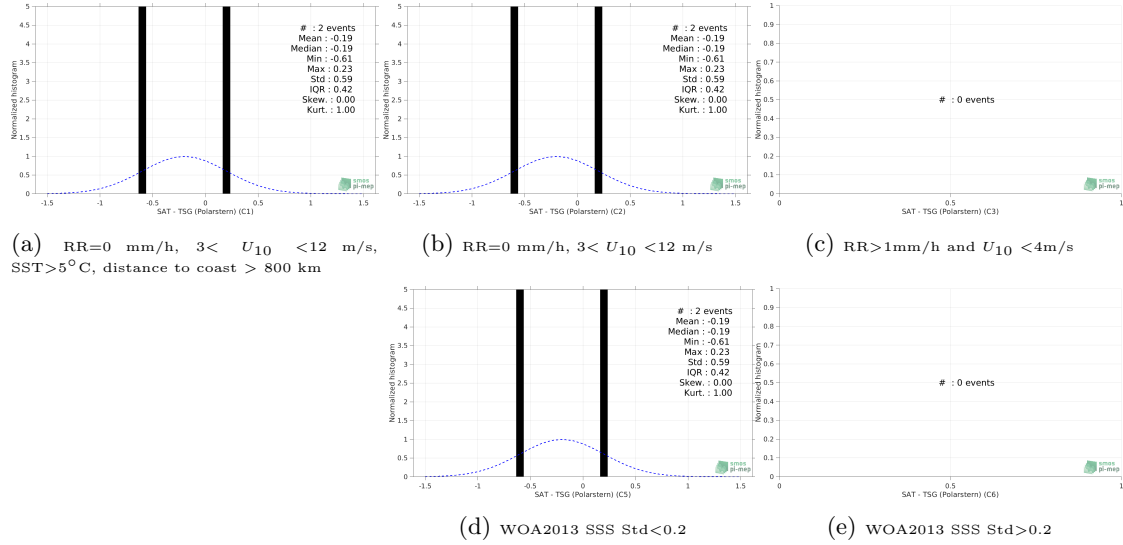 5
4.5
4
3.5
3
2.5
2
1.5
1
0.5
0
Normalized histogram
# : 2 events
Mean : -0.19
Median : -0.19
Min : -0.61
Max : 0.23
Std : 0.59
IQR : 0.42
Skew. : 0.00
Kurt. : 1.00
smos
pi-mep
-1.5 -1 -0.5 0 0.5 1 1.5
SAT - TSG (Polarstern) (C1)
(a) RR=0 mm/h, 3< U10 <12 m/s,
SST>5°C, distance to coast > 800 km
5
4.5
4
3.5
3
2.5
2
1.5
1
0.5
0
Normalized histogram
# : 2 events
Mean : -0.19
Median : -0.19
Min : -0.61
Max : 0.23
Std : 0.59
IQR : 0.42
Skew. : 0.00
Kurt. : 1.00
smos
pi-mep
-1.5 -1 -0.5 0 0.5 1 1.5
SAT - TSG (Polarstern) (C2)
(b) RR=0 mm/h, 3< U10 <12 m/s
1
0.9
0.8
0.7
0.6
0.5
0.4
0.3
0.2
0.1
0
Normalized histogram
# : 0 events
smos
pi-mep
0 0.5 1
SAT - TSG (Polarstern) (C3)
(c) RR>1mm/h and U10 <4m/s
5
4.5
4
3.5
3
2.5
2
1.5
1
0.5
0
Normalized histogram
# : 2 events
Mean : -0.19
Median : -0.19
Min : -0.61
Max : 0.23
Std : 0.59
IQR : 0.42
Skew. : 0.00
Kurt. : 1.00
smos
pi-mep
-1.5 -1 -0.5 0 0.5 1 1.5
SAT - TSG (Polarstern) (C5)
(d) WOA2013 SSS Std<0.2
1
0.9
0.8
0.7
0.6
0.5
0.4
0.3
0.2
0.1
0
Normalized histogram
# : 0 events
smos
pi-mep
0 0.5 1
SAT - TSG (Polarstern) (C6)
(e) WOA2013 SSS Std>0.2